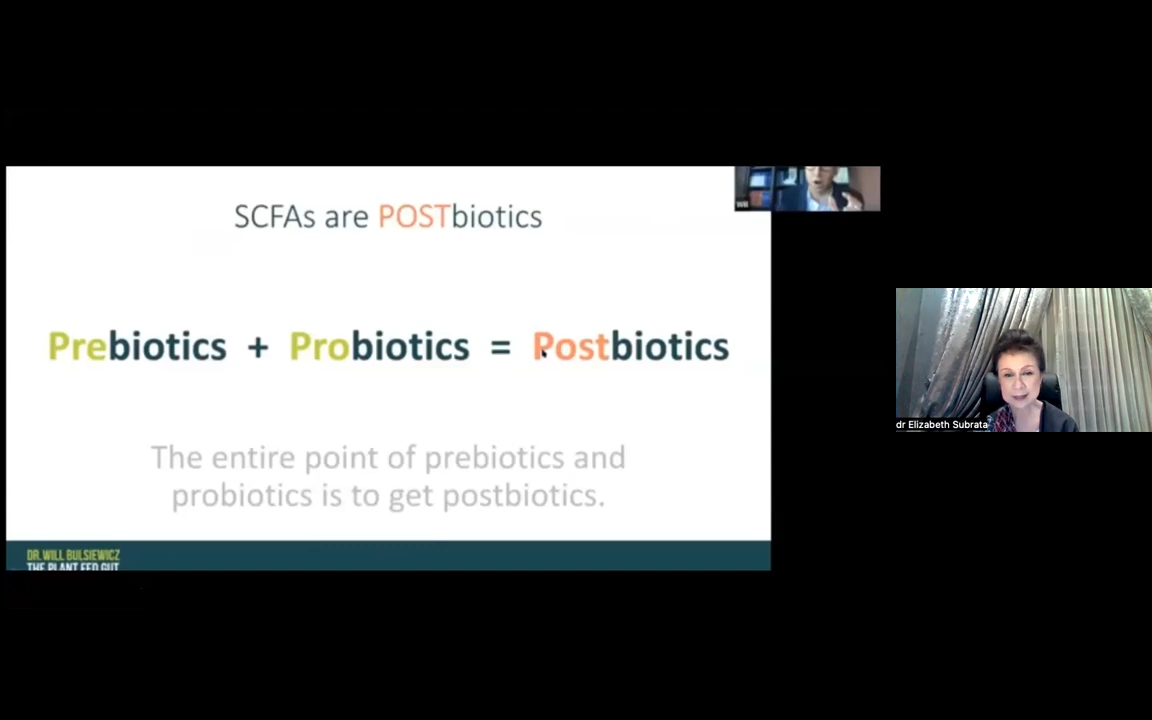 SCFAs are POSTbiotics
Will
Prebiotics + Probiotics = Postbiotics
The entire point of prebiotics and
probiotics is to get postbiotics.
dr Elizabeth Subrata
DR. WILL BULSIEWICZ
THE PLANT FED GUT